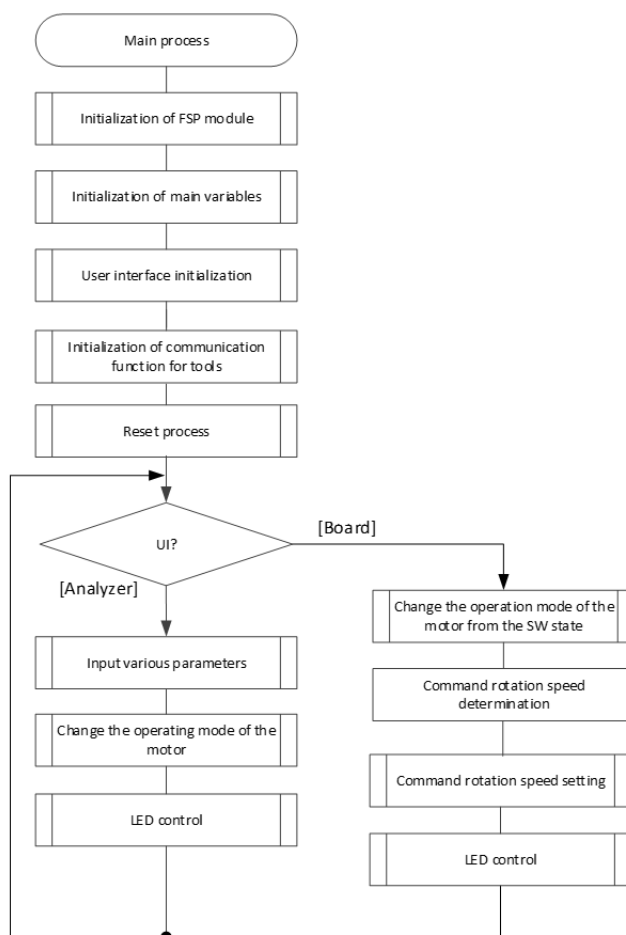 Main process
Initialization of FSP module
Initialization of main variables
User interface initialization
Initialization of communication
function for tools
Reset process
UI?
[Board]
[Analyzer]
Input various parameters
Change the operating mode of the
motor
LED control
Change the operation mode of the
motor from the SW state
Command rotation speed
determination
Command rotation speed setting
LED control